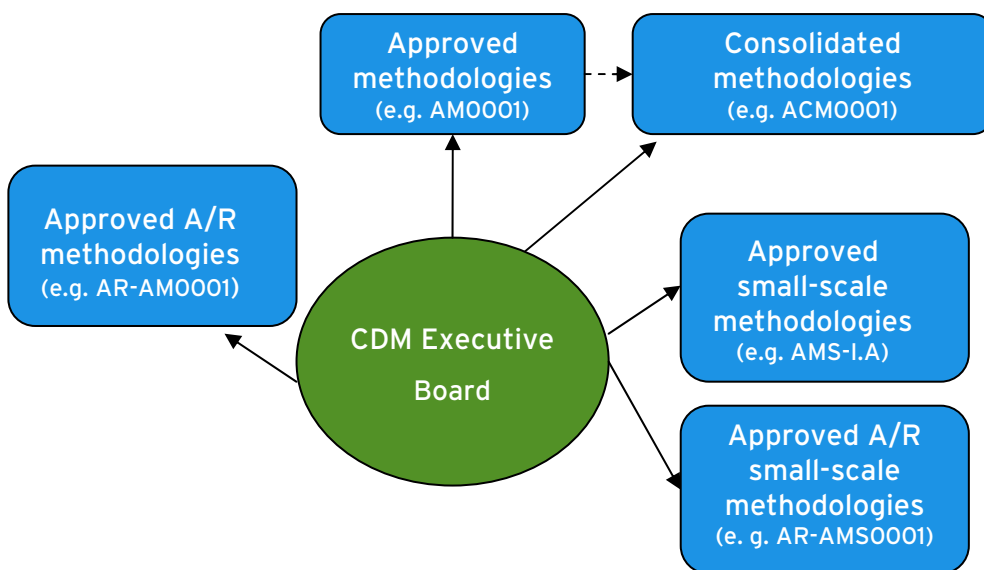 Approved
methodologies
(e.g. AM0001)
Consolidated
methodologies
(e.g. ACM0001)
Approved A/R
methodologies
(e.g. AR-AM0001)
CDM Executive
Board
Approved
small-scale
methodologies
(e.g. AMS-I.A)
Approved A/R
small-scale
methodologies
(e. g. AR-AMS0001)